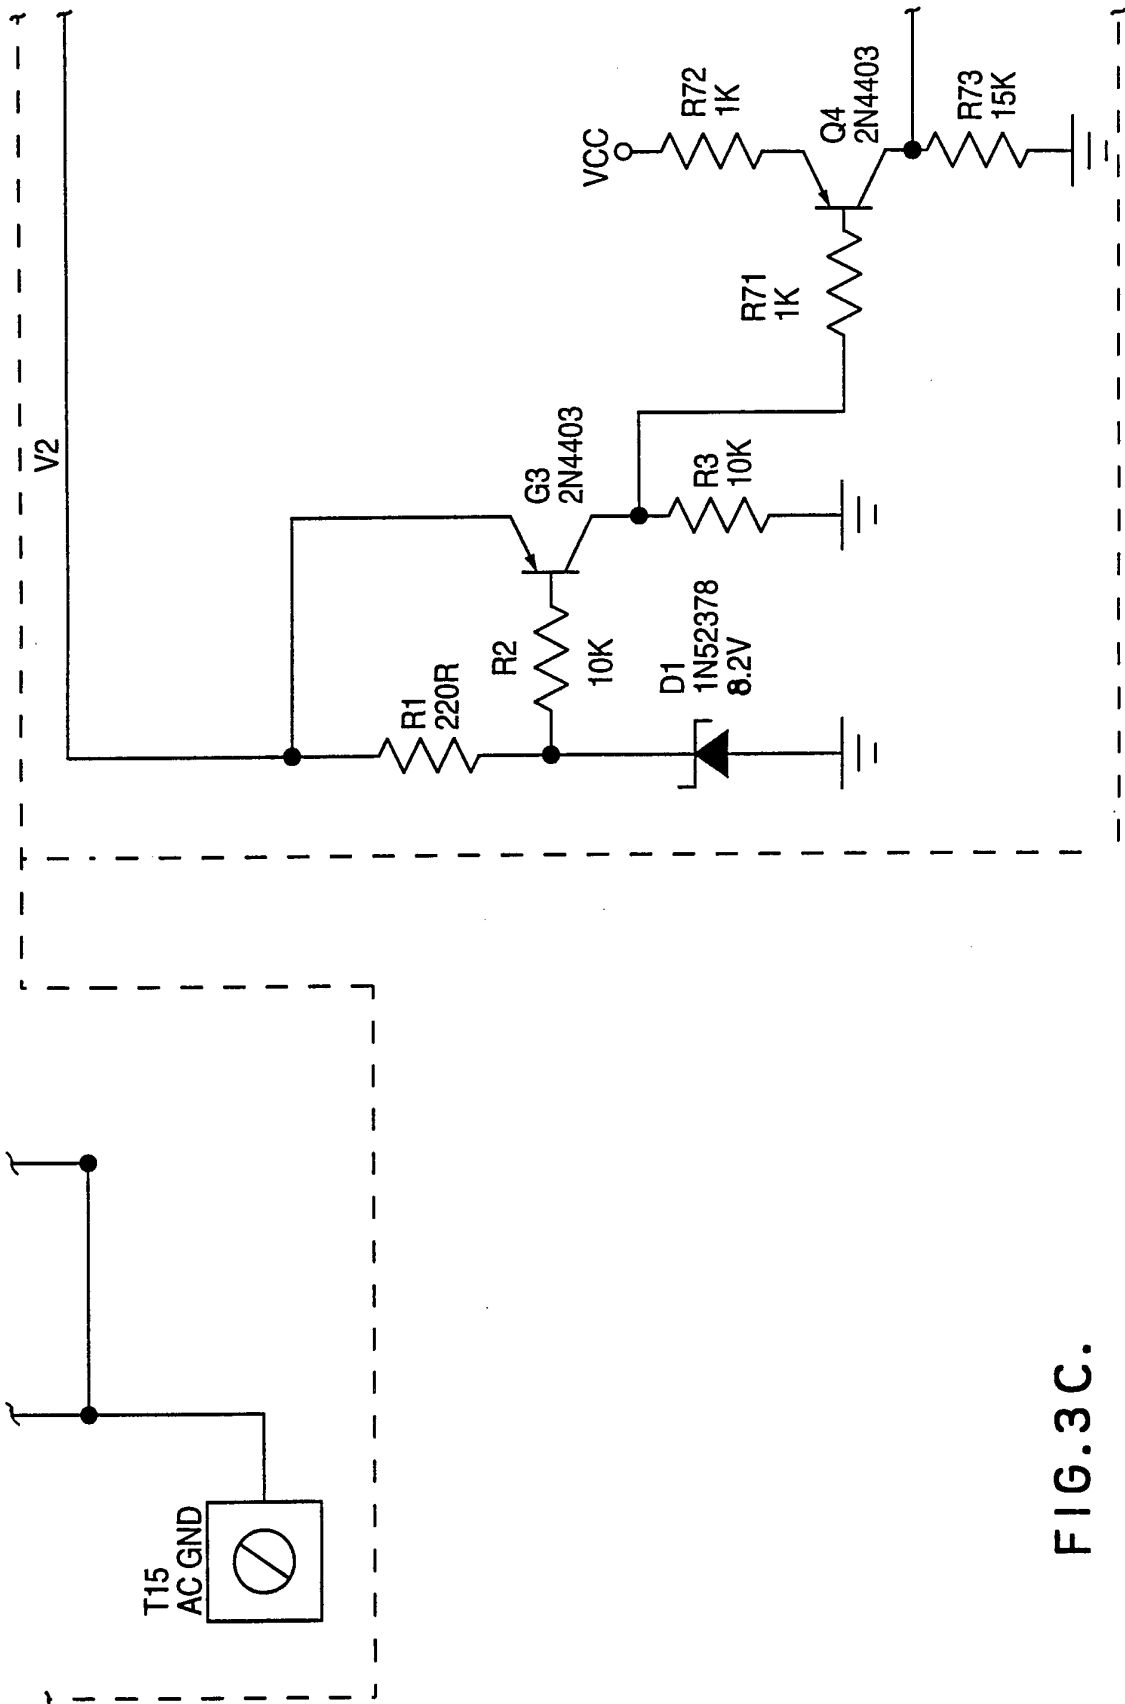 V2
R1
220R
R2
10K
G3
2N4403
R3
10K
D1
1N52378
8.2V
VCC
R72
1K
R71
1K
Q4
2N4403
R73
15K
T15
AC GND
FIG.3C.